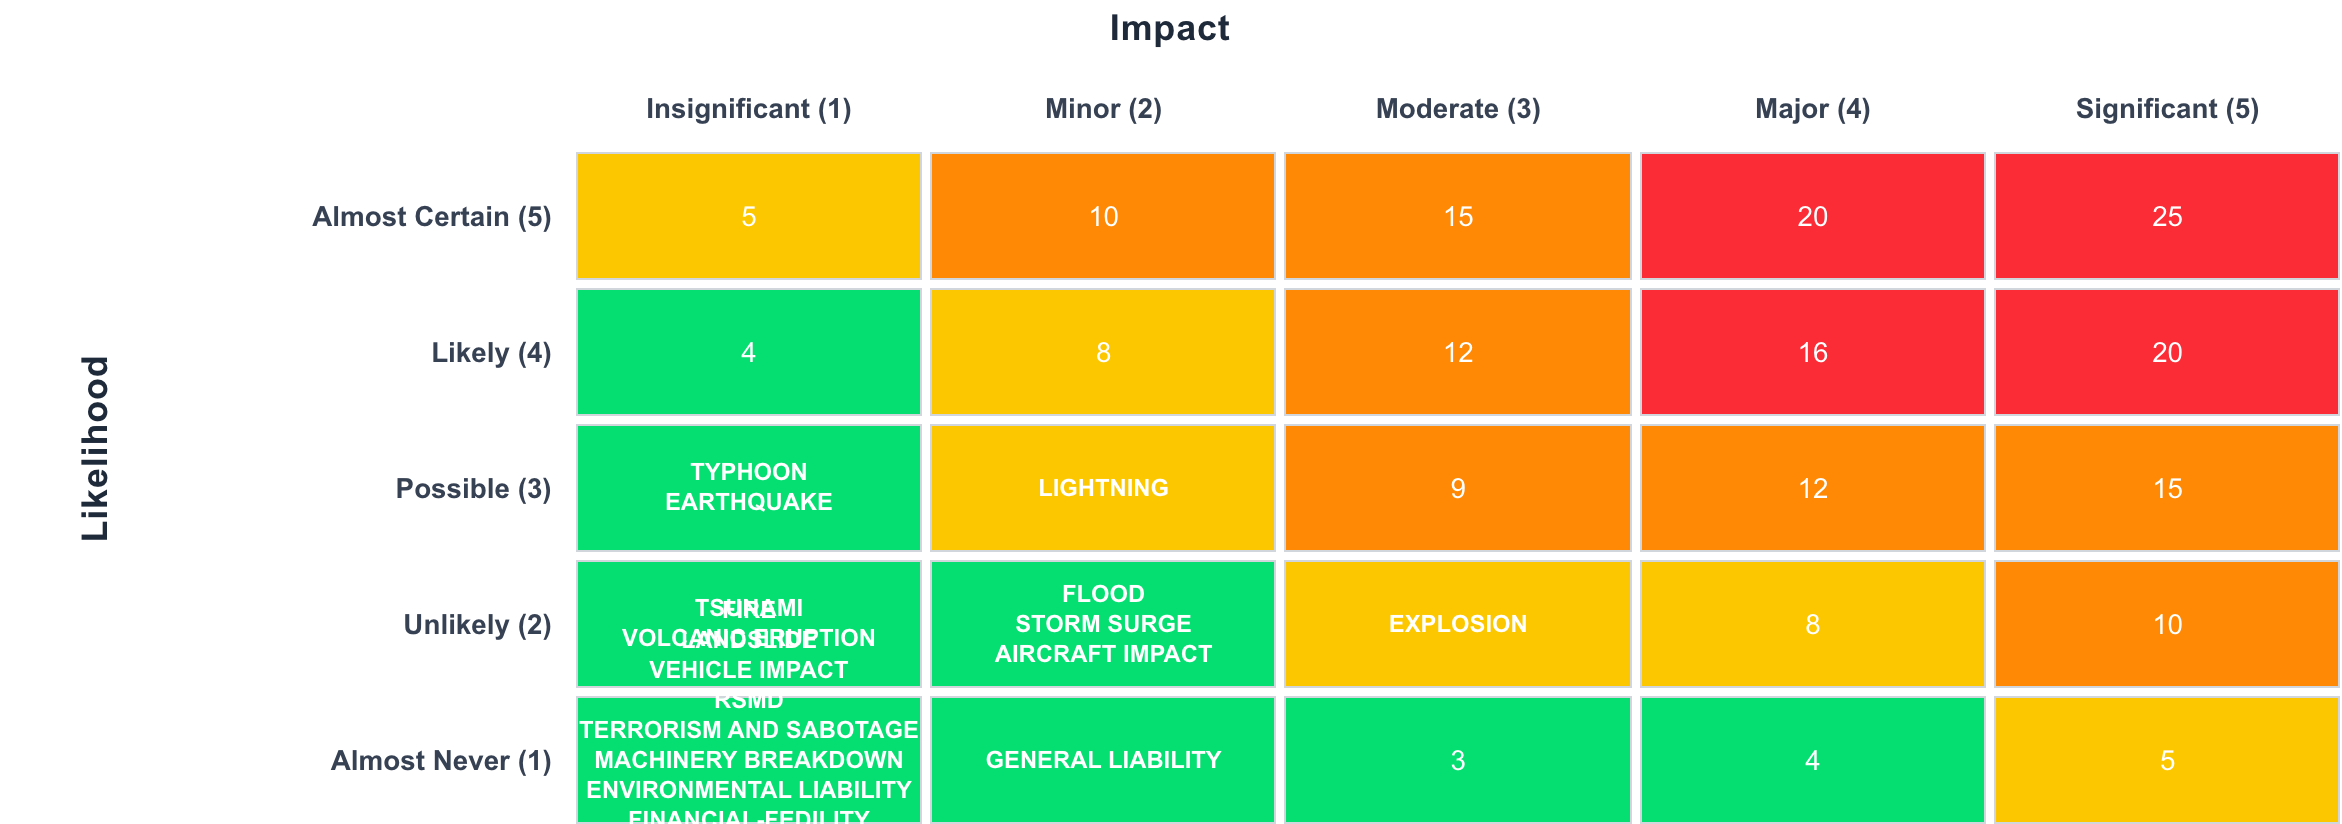 Impact
Insignificant (1) Minor (2) Moderate (3) Major (4) Significant (5)
Likelihood
Almost Certain (5) 5 10 15 20 25
Likely (4) 4 8 12 16 20
Possible (3)
TYPHOON
EARTHQUAKE
LIGHTNING
9 12 15
Unlikely (2)
TSUNAMI
VOLCANIC ERUPTION
VEHICLE IMPACT
FIRE
LANDSLIDE
FLOOD
STORM SURGE
AIRCRAFT IMPACT
EXPLOSION
8 10
Almost Never (1)
RSMD
TERRORISM AND SABOTAGE
MACHINERY BREAKDOWN
ENVIRONMENTAL LIABILITY
FINANCIAL-FEDILITY
GENERAL LIABILITY
3 4 5